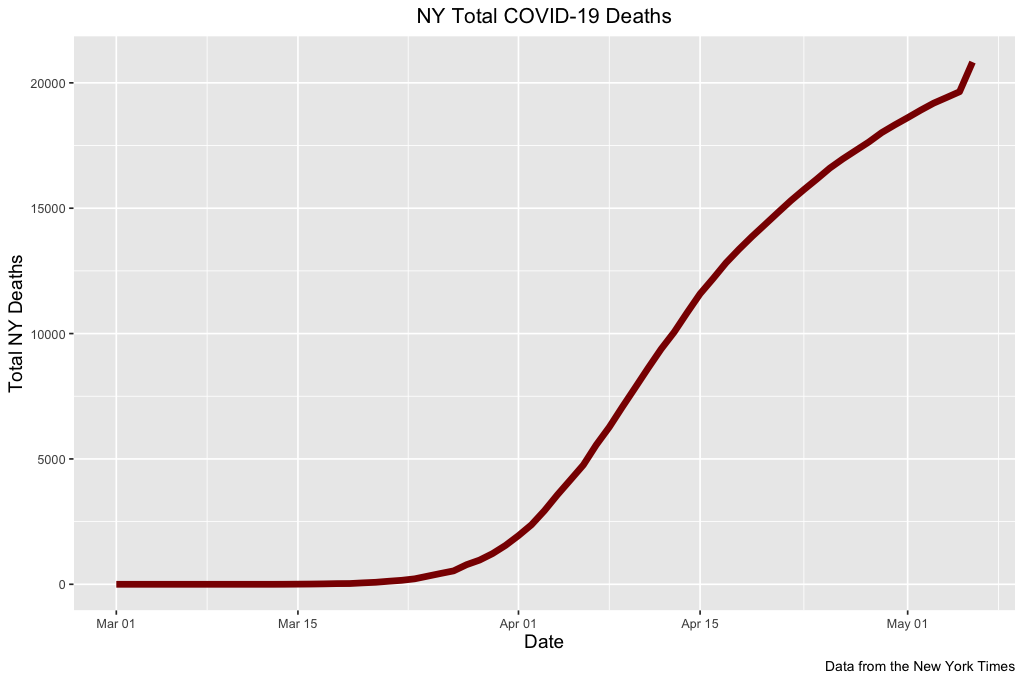 NY Total COVID-19 Deaths
Total NY Deaths
20000
15000
10000
5000
0
Mar 01
Mar 15
Apr 01
Apr 15
May 01
Date
Data from the New York Times